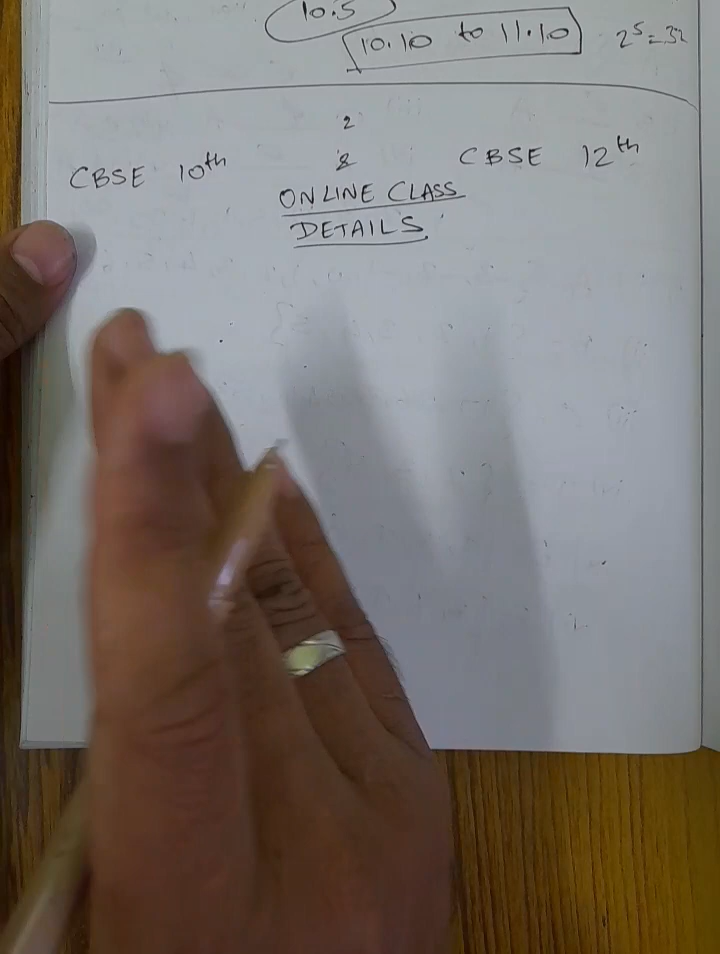 10.5
10.10 to 11.10 2⁵=32
2
CBSE 10th & CBSE 12th
ONLINE CLASS
DETAILS